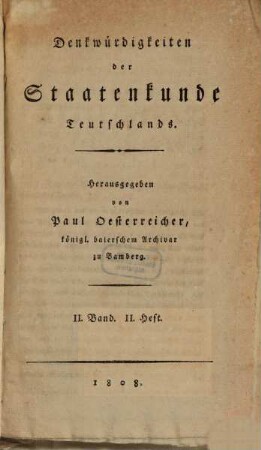 Denkwürdigkeiten
der
Staatenkunde
Teutschlands.
Herausgegeben
von
Paul Oesterreicher,
königl. baierschem Archivar
zu Bamberg.
II. Band. II. Heft.
1808.